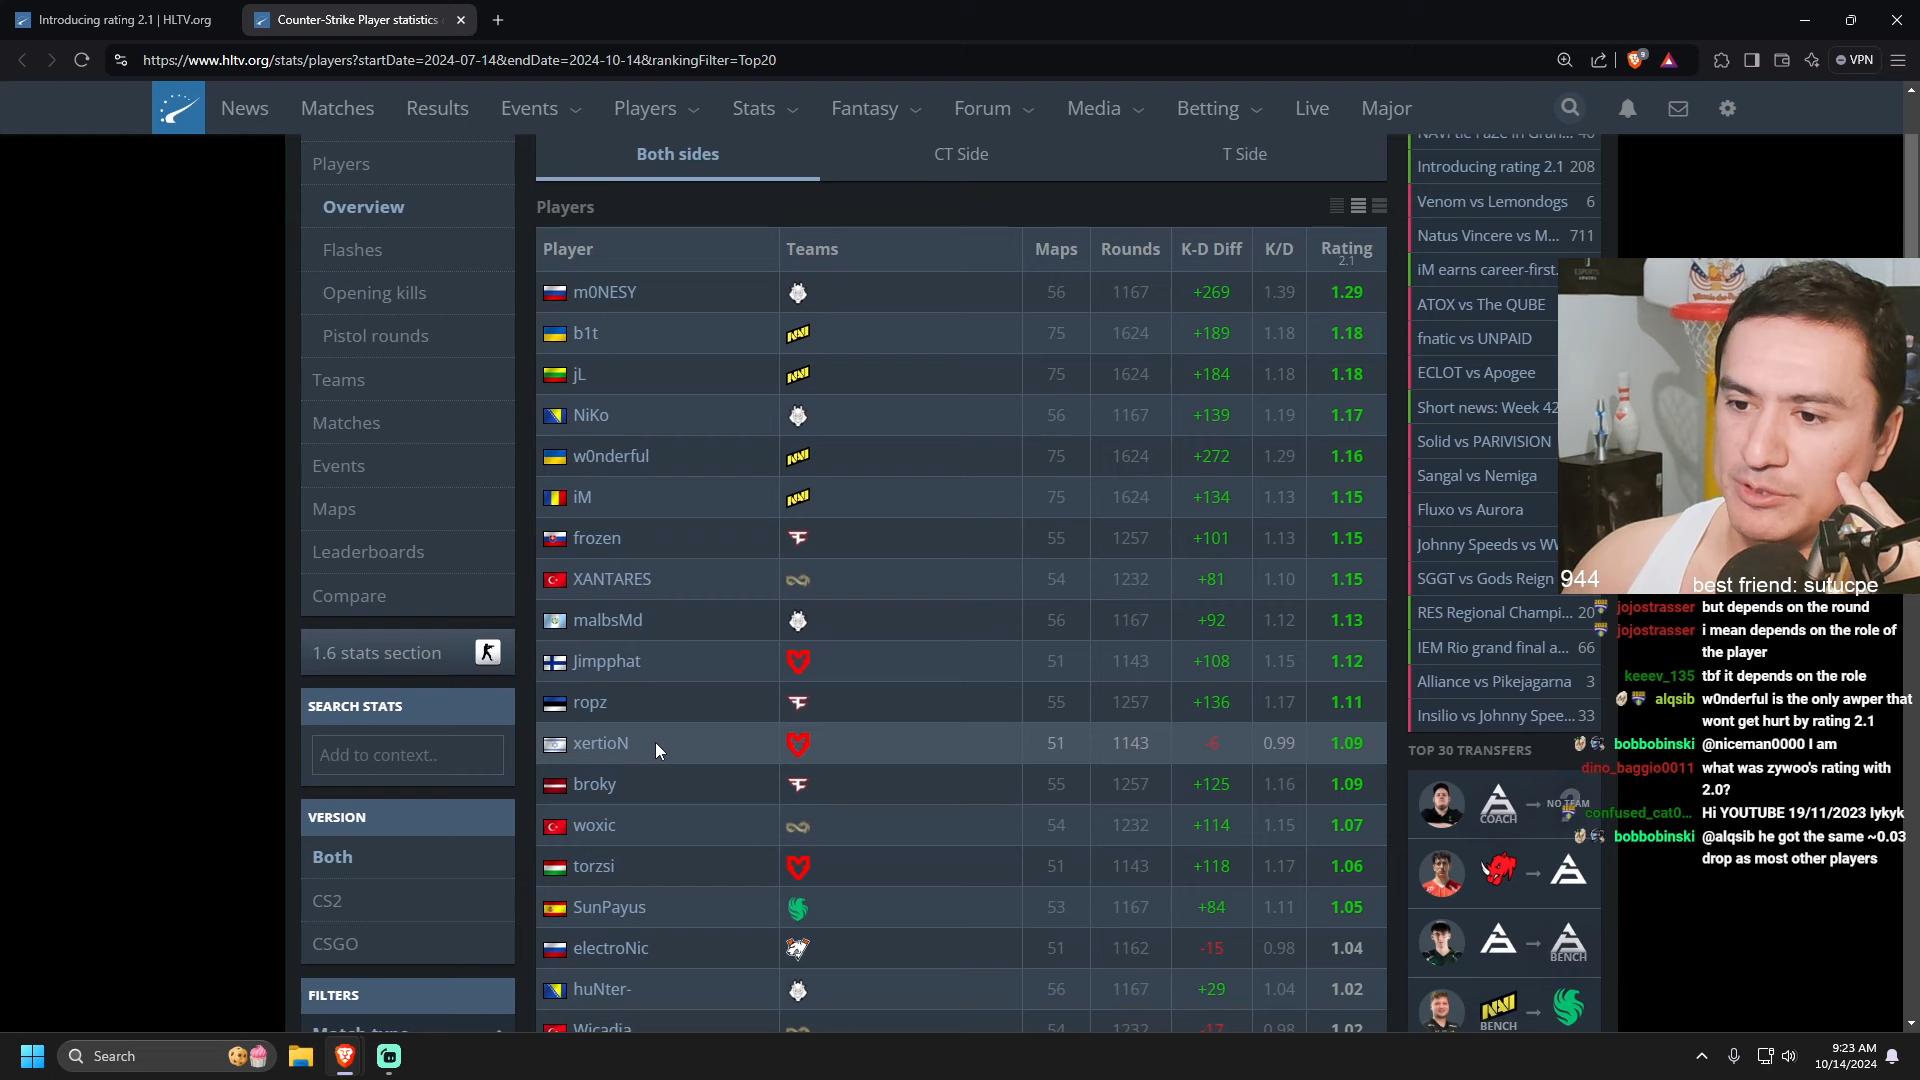 Introducing rating 2.1 | HLTV.org
Counter-Strike Player statistics
https://www.hltv.org/stats/players?startDate=2024-07-14&endDate=2024-10-14&rankingFilter=Top20
9
VPN
News Matches Results Events Players Stats Fantasy Forum Media Betting Live Major
Players
Overview
Flashes
Opening kills
Pistol rounds
Teams
Matches
Events
Maps
Leaderboards
Compare
1.6 stats section
SEARCH STATS
Add to context..
VERSION
Both
CS2
CSGO
FILTERS
Match type
Both sides CT Side T Side
Players
Player Teams Maps Rounds K-D Diff K/D Rating 2.1
m0NESY 56 1167 +269 1.39 1.29
b1t 75 1624 +189 1.18 1.18
jL 75 1624 +184 1.18 1.18
NiKo 56 1167 +139 1.19 1.17
w0nderful 75 1624 +272 1.29 1.16
iM 75 1624 +134 1.13 1.15
frozen 55 1257 +101 1.13 1.15
XANTARES 54 1232 +81 1.10 1.15
malbsMd 56 1167 +92 1.12 1.13
Jimpphat 51 1143 +108 1.15 1.12
ropz 55 1257 +136 1.17 1.11
xertioN 51 1143 -6 0.99 1.09
broky 55 1257 +125 1.16 1.09
woxic 54 1232 +114 1.15 1.07
torzsi 51 1143 +118 1.17 1.06
SunPayus 53 1167 +84 1.11 1.05
electroNic 51 1162 -15 0.98 1.04
huNter- 56 1167 +29 1.04 1.02
Wicadia 54 1232 -17 0.98 1.02
Introducing rating 2.1 208
Venom vs Lemondogs 6
Natus Vincere vs M... 711
iM earns career-first.
ATOX vs The QUBE
fnatic vs UNPAID
ECLOT vs Apogee
Short news: Week 42
Solid vs PARIVISION
Sangal vs Nemiga
Fluxo vs Aurora
Johnny Speeds vs W
SGGT vs Gods Reign
RES Regional Champi... 20
IEM Rio grand final a... 66
Alliance vs Pikejagarna 3
Insilio vs Johnny Spee... 33
TOP 30 TRANSFERS
COACH NO TEAM
BENCH
BENCH
944
best friend: sutucpe
jojostrasser but depends on the round
jojostrasser i mean depends on the role of
the player
keeev_135 tbf it depends on the role
alqsib w0nderful is the only awper that
wont get hurt by rating 2.1
bobbobinski @niceman0000 I am
dino_baggio0011 what was zywoo's rating with
2.0?
confused_cat0... Hi YOUTUBE 19/11/2023 lykyk
bobbobinski @alqsib he got the same ~0.03
drop as most other players
Search
9:23 AM
10/14/2024